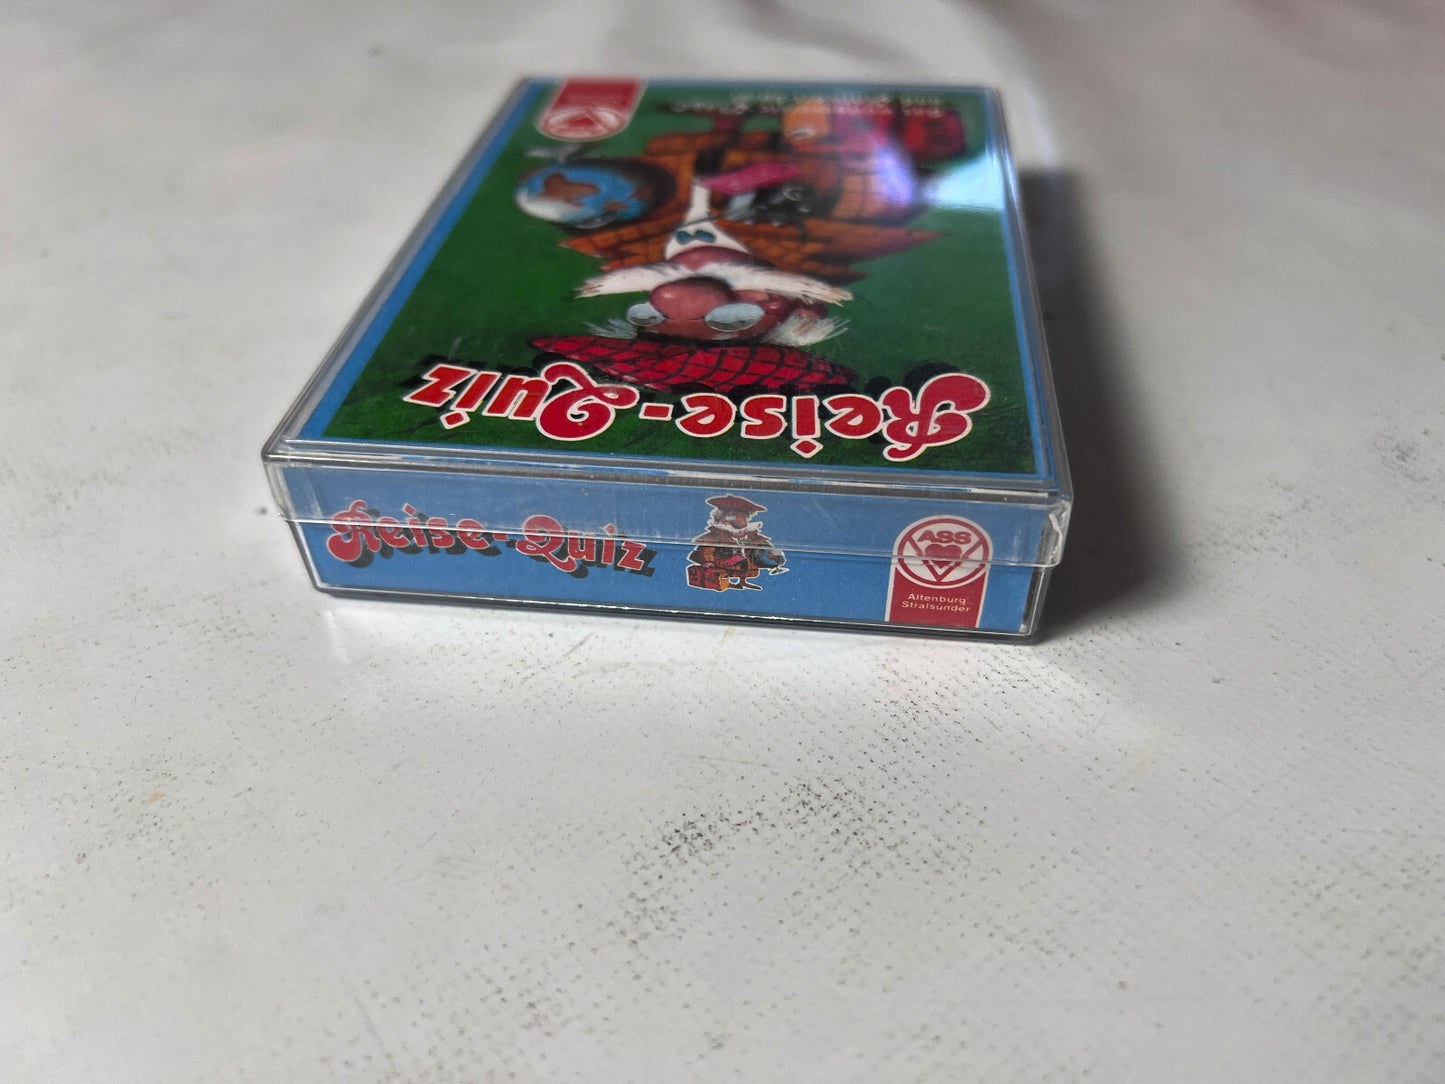 Reise-Quiz
Reise-Quiz
ASS
Altenburg
Stralsunder